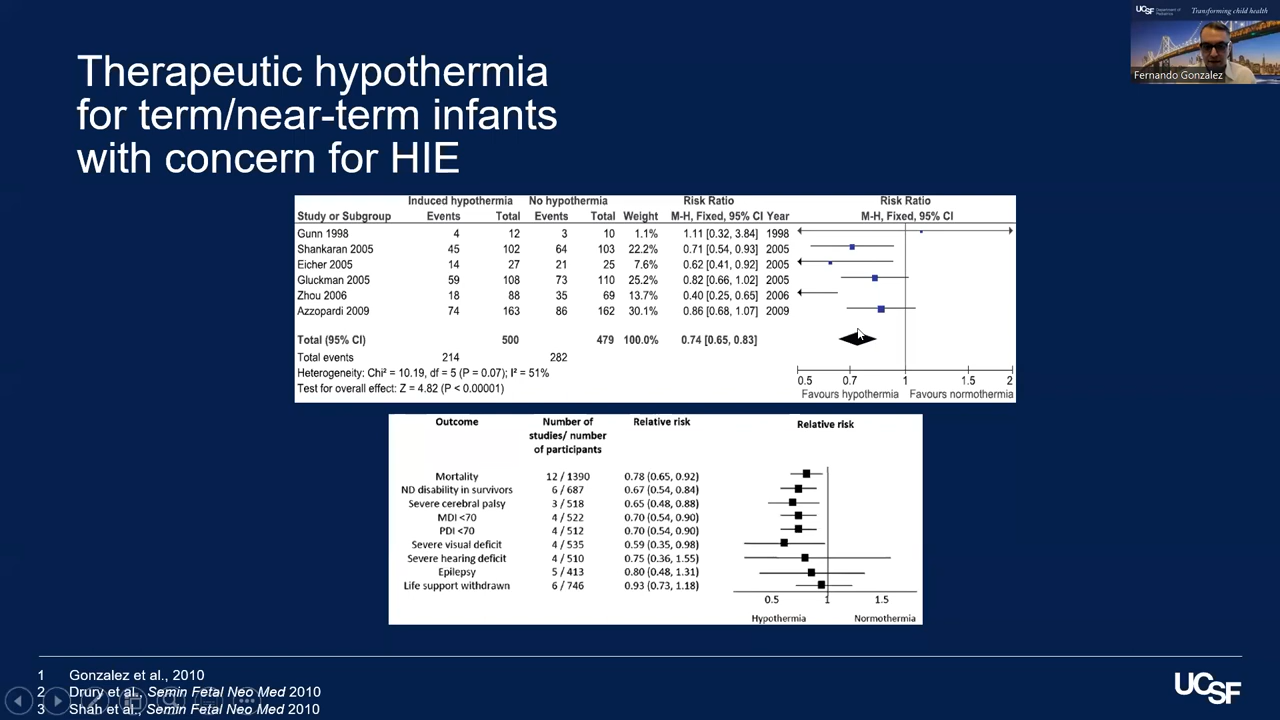 UCSF Department of Pediatrics Transforming child health
Fernando Gonzalez
Therapeutic hypothermia
for term/near-term infants
with concern for HIE
Induced hypothermia No hypothermia Risk Ratio Risk Ratio
Study or Subgroup Events Total Events Total Weight M-H, Fixed, 95% CI Year M-H, Fixed, 95% CI
Gunn 1998 4 12 3 10 1.1% 1.11 [0.32, 3.84] 1998
Shankaran 2005 45 102 64 103 22.2% 0.71 [0.54, 0.93] 2005
Eicher 2005 14 27 21 25 7.6% 0.62 [0.41, 0.92] 2005
Gluckman 2005 59 108 73 110 25.2% 0.82 [0.66, 1.02] 2005
Zhou 2006 18 88 35 69 13.7% 0.40 [0.25, 0.65] 2006
Azzopardi 2009 74 163 86 162 30.1% 0.86 [0.68, 1.07] 2009
Total (95% CI) 500 479 100.0% 0.74 [0.65, 0.83]
Total events 214 282
Heterogeneity: Chi² = 10.19, df = 5 (P = 0.07); I² = 51%
Test for overall effect: Z = 4.82 (P < 0.00001)
0.5 0.7 1 1.5 2
Favours hypothermia Favours normothermia
Outcome Number of Relative risk Relative risk
studies/ number
of participants
Mortality 12 / 1390 0.78 (0.65, 0.92)
ND disability in survivors 6 / 687 0.67 (0.54, 0.84)
Severe cerebral palsy 3 / 518 0.65 (0.48, 0.88)
MDI <70 4 / 522 0.70 (0.54, 0.90)
PDI <70 4 / 512 0.70 (0.54, 0.90)
Severe visual deficit 4 / 535 0.59 (0.35, 0.98)
Severe hearing deficit 4 / 510 0.75 (0.36, 1.55)
Epilepsy 5 / 413 0.80 (0.48, 1.31)
Life support withdrawn 6 / 746 0.93 (0.73, 1.18)
0.5 1 1.5
Hypothermia Normothermia
1 Gonzalez et al., 2010
2 Drury et al., Semin Fetal Neo Med 2010
3 Shah et al., Semin Fetal Neo Med 2010
UCSF